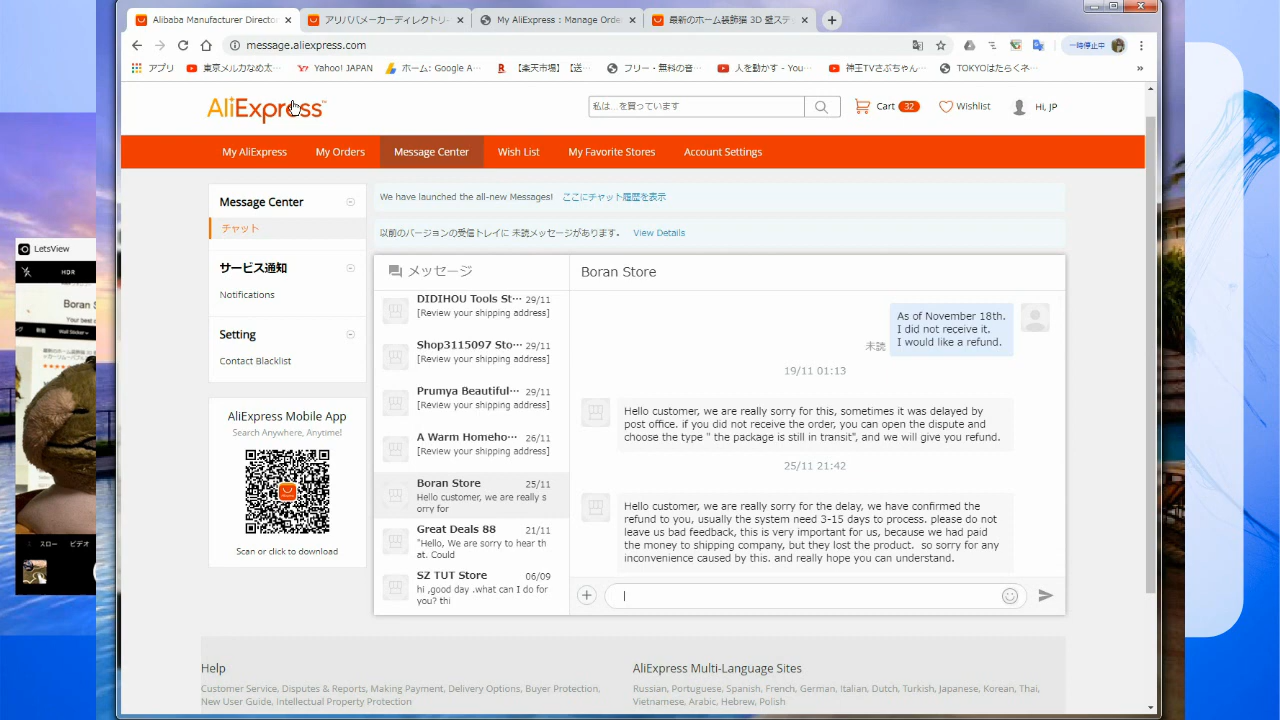 Alibaba Manufacturer Directo
アリババメーカーディレクトリ-
My AliExpress : Manage Orde
最新のホーム装飾猫 3D 盤ステ
message.aliexpress.com
一時停止中
アプリ
東京メルカなめ太…
Yahoo! JAPAN
ホーム: Google A…
【楽天市場】【送…
フリー・無料の音…
人を動かす - You…
神王TVさぶちゃん…
TOKYOはたらくネ…
»
AliExpress™
私は...を買っています
Cart 32
Wishlist
Hi, JP
My AliExpress
My Orders
Message Center
Wish List
My Favorite Stores
Account Settings
Message Center
チャット
サービス通知
Notifications
Setting
Contact Blacklist
AliExpress Mobile App
Search Anywhere, Anytime!
AliExpress
Scan or click to download
We have launched the all-new Messages! ここにチャット履歴を表示
以前のバージョンの受信トレイに 未読メッセージがあります。 View Details
メッセージ
DIDIHOU Tools St… 29/11
[Review your shipping address]
Shop3115097 Sto… 29/11
[Review your shipping address]
Prumya Beautiful… 29/11
[Review your shipping address]
A Warm Homeho… 26/11
[Review your shipping address]
Boran Store 25/11
Hello customer, we are really s
orry for
Great Deals 88 21/11
"Hello, We are sorry to hear th
at. Could
SZ TUT Store 06/09
hi ,good day .what can I do for
you? thi
Boran Store
As of November 18th.
I did not receive it.
I would like a refund.
未読
19/11 01:13
Hello customer, we are really sorry for this, sometimes it was delayed by
post office. if you did not receive the order, you can open the dispute and
choose the type " the package is still in transit", and we will give you refund.
25/11 21:42
Hello customer, we are really sorry for the delay, we have confirmed the
refund to you, usually the system need 3-15 days to process. please do not
leave us bad feedback, this is very important for us, because we had paid
the money to shipping company, but they lost the product. so sorry for any
inconvenience caused by this. and really hope you can understand.
Help
Customer Service, Disputes & Reports, Making Payment, Delivery Options, Buyer Protection,
New User Guide, Intellectual Property Protection
AliExpress Multi-Language Sites
Russian, Portuguese, Spanish, French, German, Italian, Dutch, Turkish, Japanese, Korean, Thai,
Vietnamese, Arabic, Hebrew, Polish
LetsView
HDR
Boran S
Your best o
Wall Sticker
スロー ビデオ